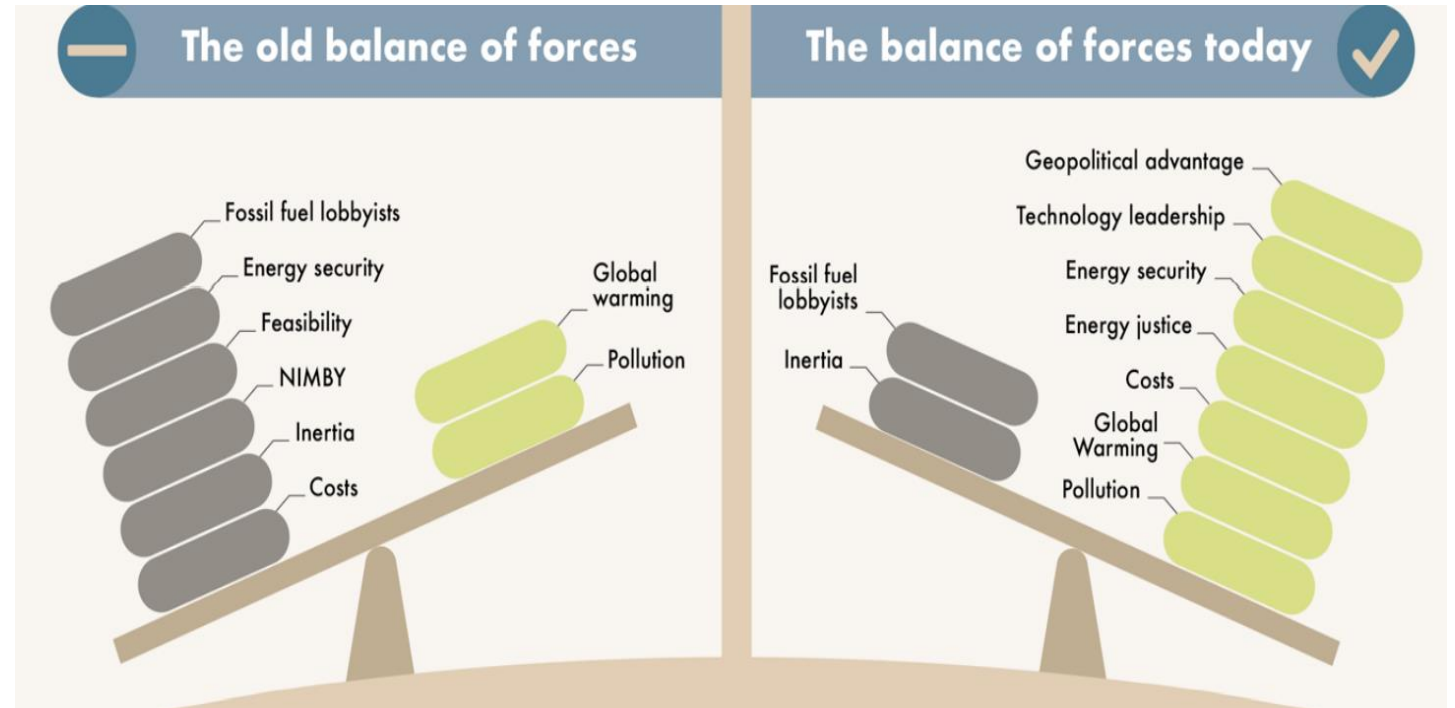 The old balance of forces
Fossil fuel lobbyists
Energy security
Feasibility
NIMBY
Inertia
Costs
Global
warming
Pollution
The balance of forces today
Fossil fuel
lobbyists
Inertia
Geopolitical advantage
Technology leadership
Energy security
Energy justice
Costs
Global
Warming
Pollution